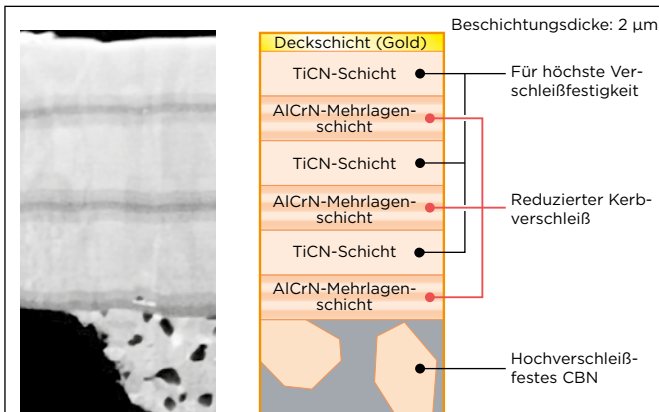 Beschichtungsdicke: 2 µm
Deckschicht (Gold)
TiCN-Schicht
Für höchste Ver-
schleißfestigkeit
AlCrN-Mehrlagen-
schicht
TiCN-Schicht
AlCrN-Mehrlagen-
schicht
Reduzierter Kerb-
verschleiß
TiCN-Schicht
AlCrN-Mehrlagen-
schicht
Hochverschleiß-
festes CBN